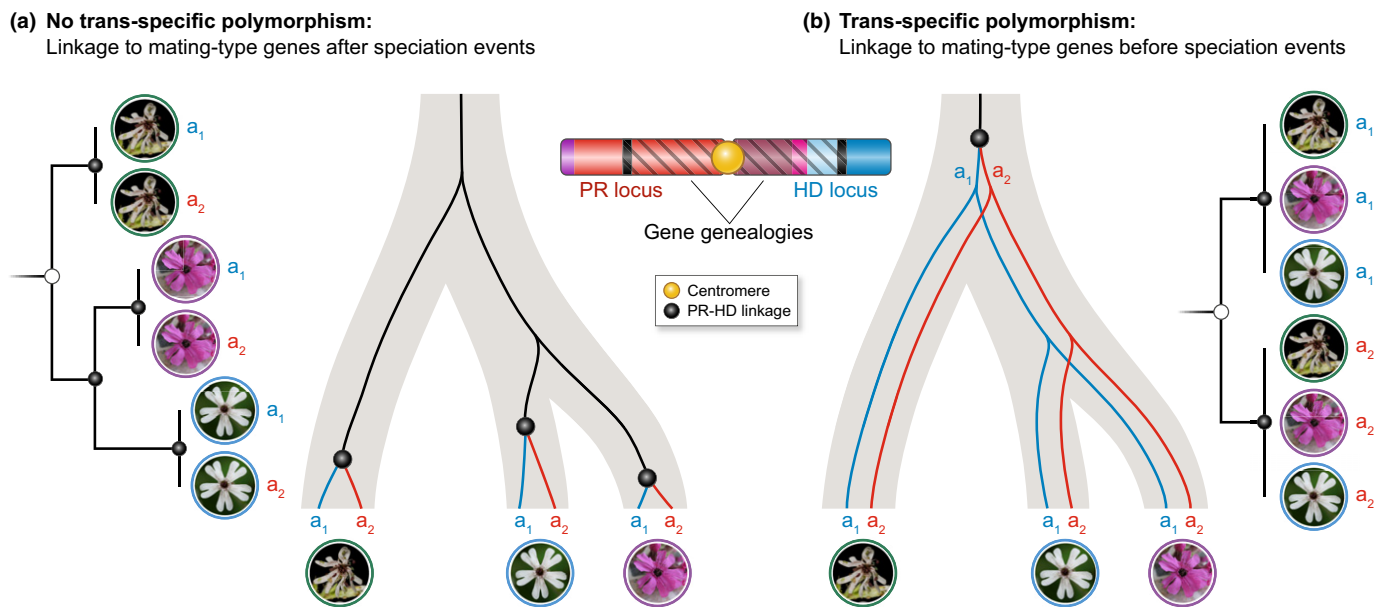 (a) No trans-specific polymorphism:
Linkage to mating-type genes after speciation events
a1
a2
a1
a2
a1
a2
a1 a2
a1 a2
a1 a2
PR locus
HD locus
Gene genealogies
Centromere
PR-HD linkage
(b) Trans-specific polymorphism:
Linkage to mating-type genes before speciation events
a1 a2
a1 a2
a1 a2
a1 a2
a1
a1
a1
a2
a2
a2